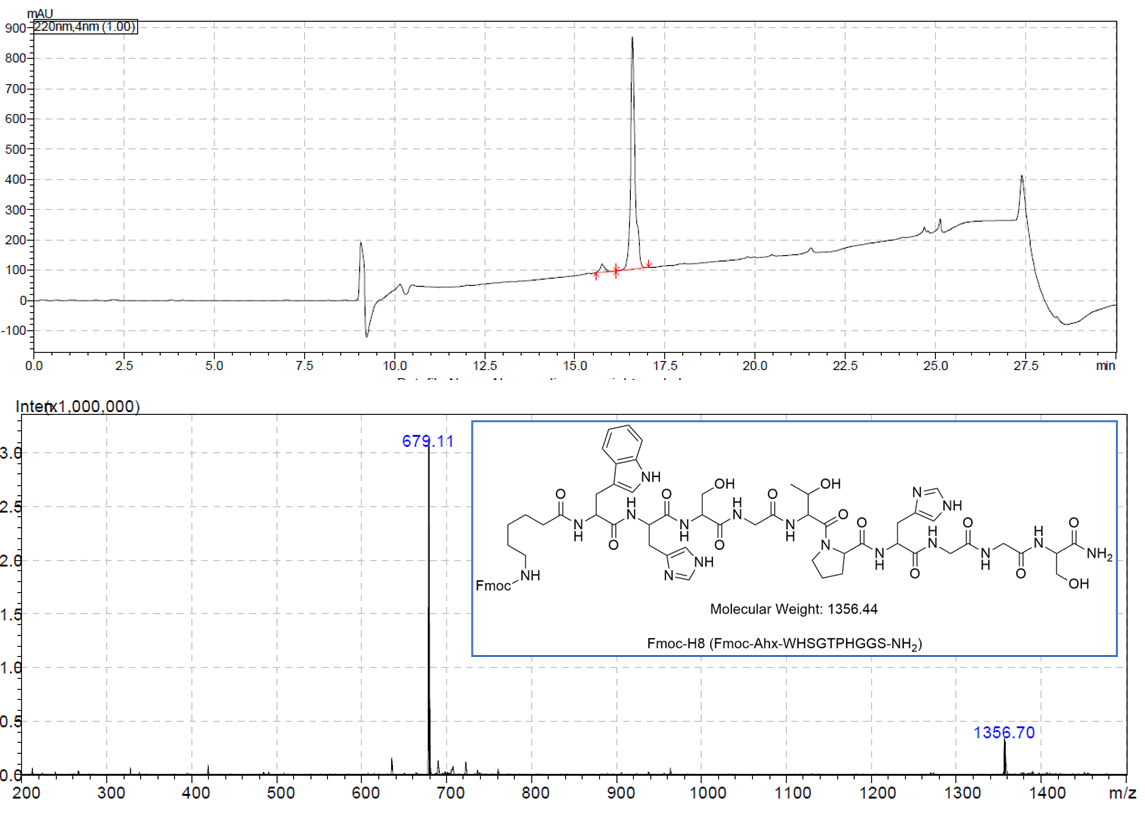 mAU
220nm,4nm (1.00)
900
800
700
600
500
400
300
200
100
0
-100
0.0 2.5 5.0 7.5 10.0 12.5 15.0 17.5 20.0 22.5 25.0 27.5 min
(x1,000,000)
679.11
3.0
2.5
2.0
1.5
1.0
0.5
0.0
NH
OH
OH
N
NH
O
H
N
O
H
N
O
N
H
O
H
N
O
N
H
O
O
N
O
N
H
O
H
N
O
N
H
O
H
N
O
NH2
OH
N
NH
NH
Fmoc
Molecular Weight: 1356.44
Fmoc-H8 (Fmoc-Ahx-WHSGTPHGGS-NH2)
1356.70
200 300 400 500 600 700 800 900 1000 1100 1200 1300 1400 m/z